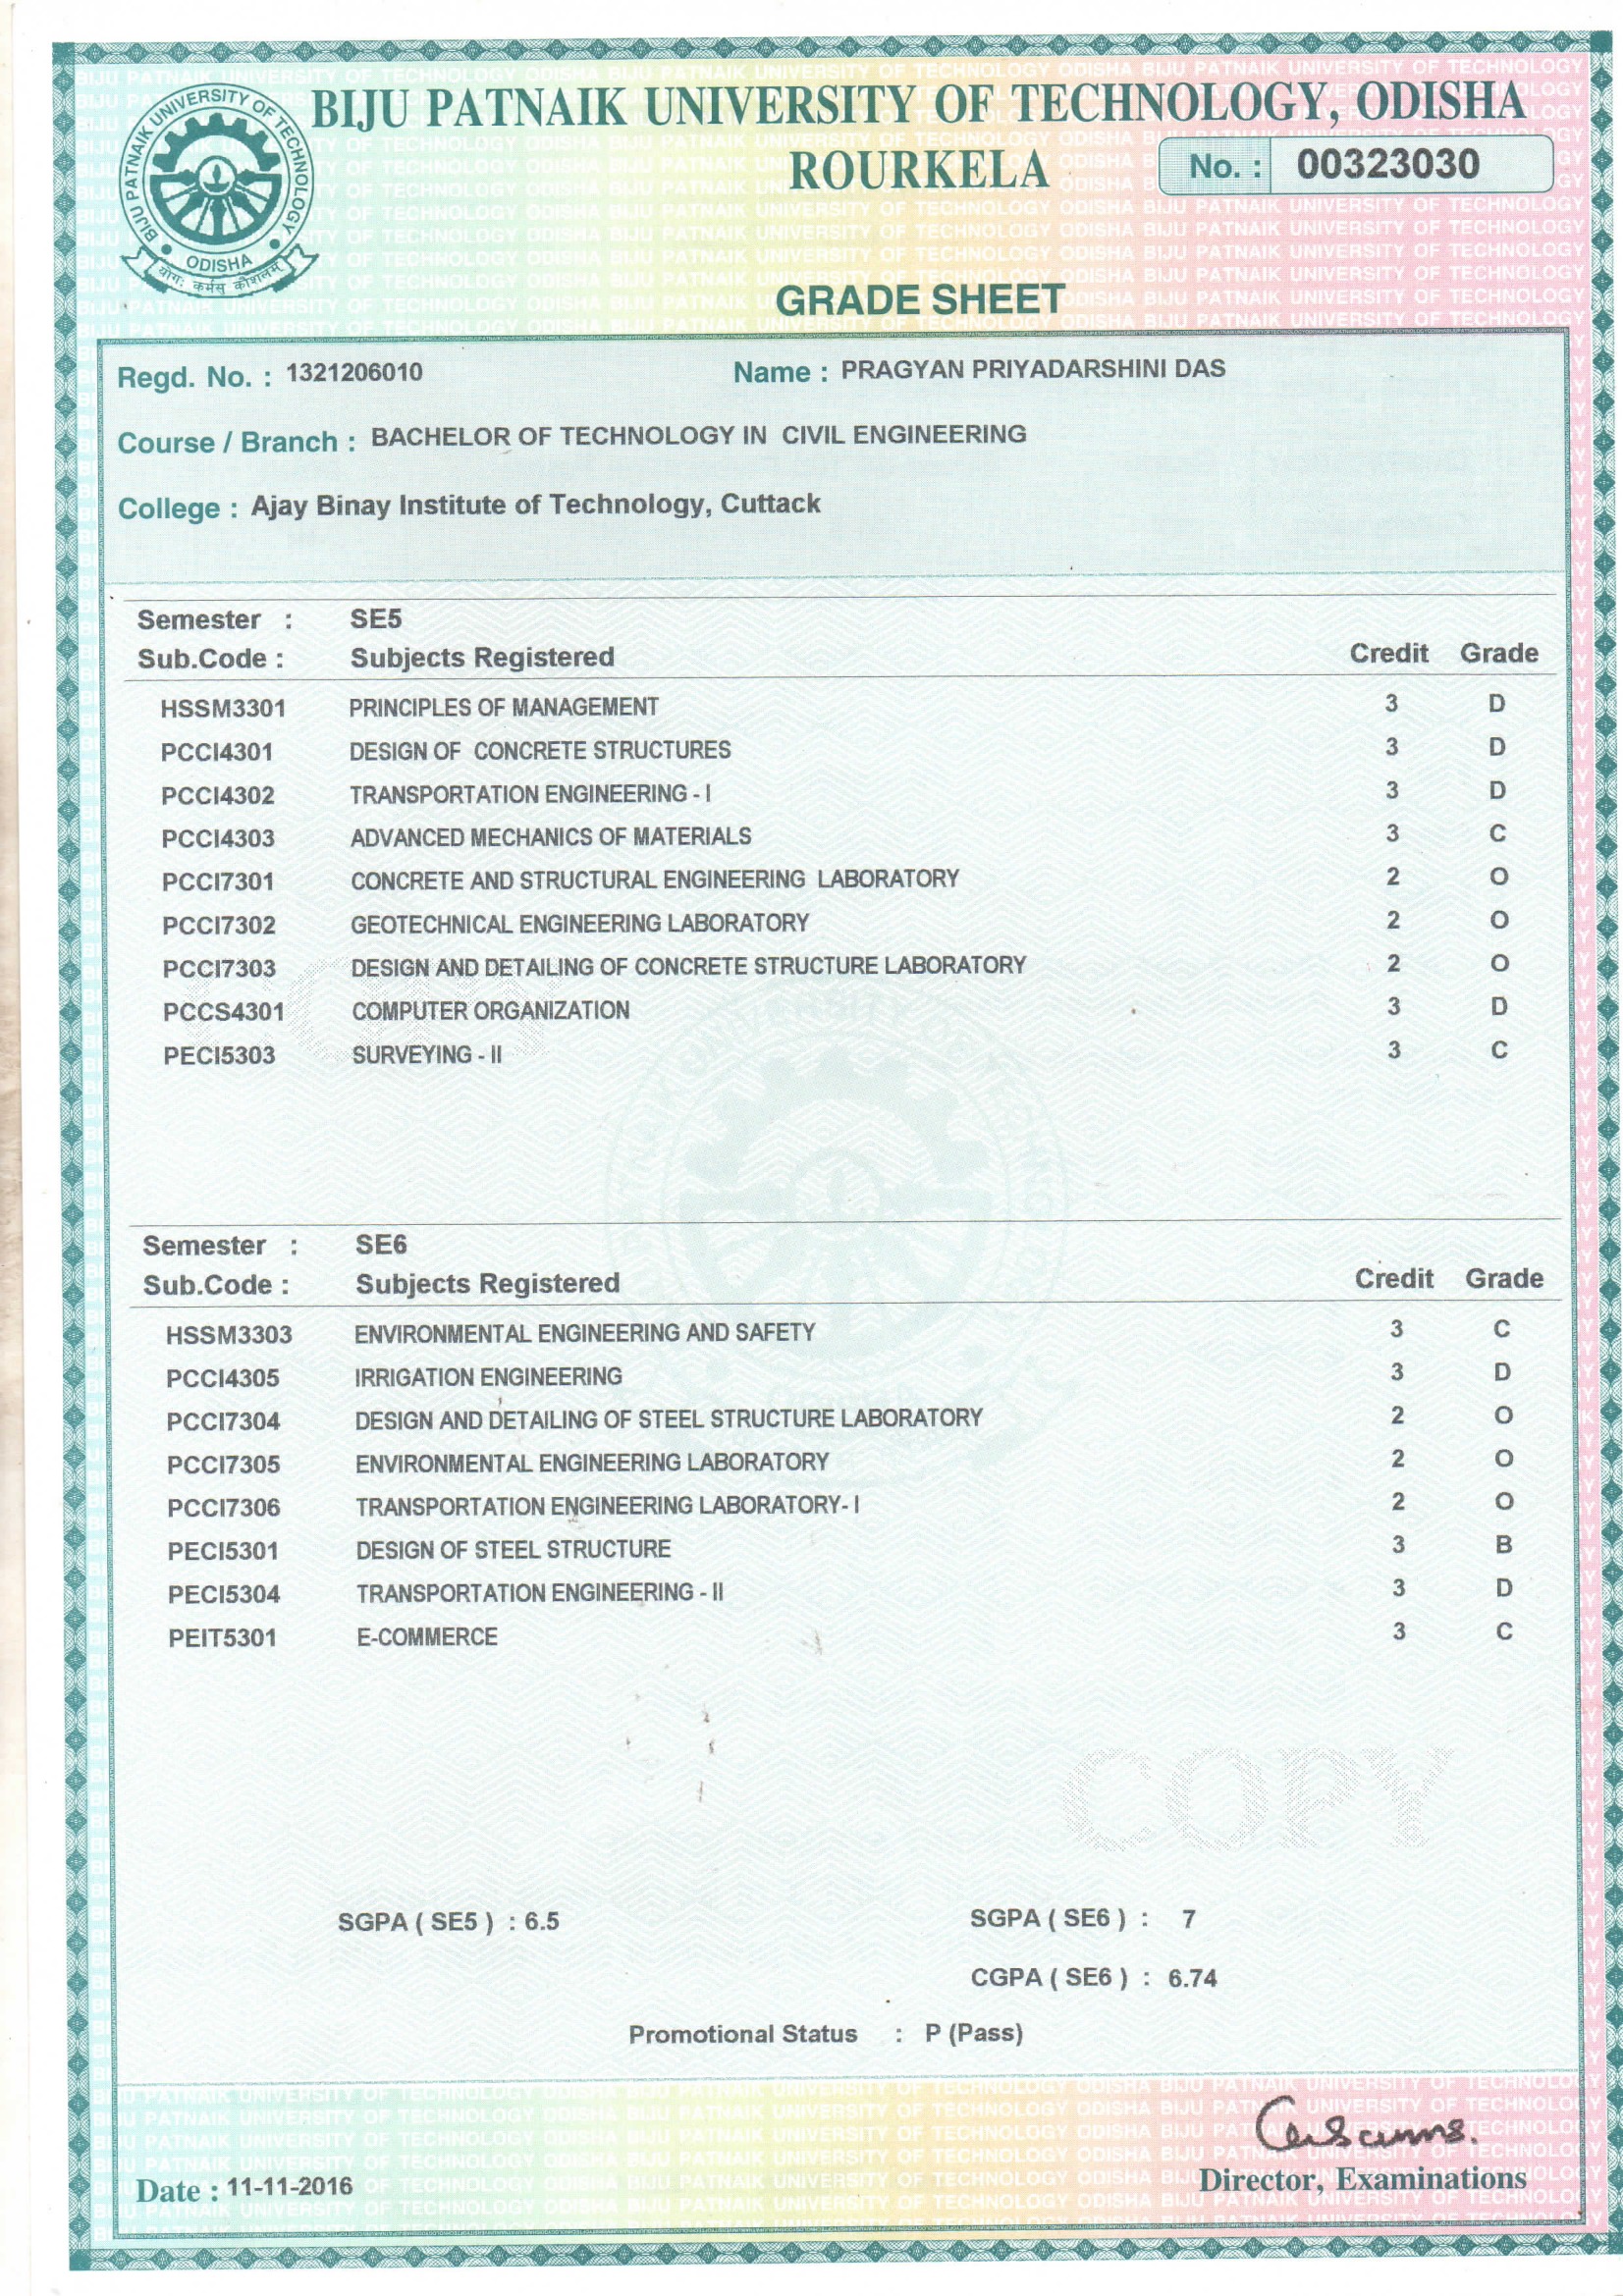 BIJU PATNAIK UNIVERSITY OF TECHNOLOGY, ODISHA
ROURKELA
No. : 00323030
BIJU PATNAIK UNIVERSITY OF TECHNOLOGY
ODISHA
योगः कर्मसु कौशलम्
GRADE SHEET
Regd. No. : 1321206010 Name : PRAGYAN PRIYADARSHINI DAS
Course / Branch : BACHELOR OF TECHNOLOGY IN CIVIL ENGINEERING
College : Ajay Binay Institute of Technology, Cuttack
Semester : SE5
Sub.Code : Subjects Registered Credit Grade
HSSM3301 PRINCIPLES OF MANAGEMENT 3 D
PCCI4301 DESIGN OF CONCRETE STRUCTURES 3 D
PCCI4302 TRANSPORTATION ENGINEERING - I 3 D
PCCI4303 ADVANCED MECHANICS OF MATERIALS 3 C
PCCI7301 CONCRETE AND STRUCTURAL ENGINEERING LABORATORY 2 O
PCCI7302 GEOTECHNICAL ENGINEERING LABORATORY 2 O
PCCI7303 DESIGN AND DETAILING OF CONCRETE STRUCTURE LABORATORY 2 O
PCCS4301 COMPUTER ORGANIZATION 3 D
PECI5303 SURVEYING - II 3 C
Semester : SE6
Sub.Code : Subjects Registered Credit Grade
HSSM3303 ENVIRONMENTAL ENGINEERING AND SAFETY 3 C
PCCI4305 IRRIGATION ENGINEERING 3 D
PCCI7304 DESIGN AND DETAILING OF STEEL STRUCTURE LABORATORY 2 O
PCCI7305 ENVIRONMENTAL ENGINEERING LABORATORY 2 O
PCCI7306 TRANSPORTATION ENGINEERING LABORATORY- I 2 O
PECI5301 DESIGN OF STEEL STRUCTURE 3 B
PECI5304 TRANSPORTATION ENGINEERING - II 3 D
PEIT5301 E-COMMERCE 3 C
COPY
SGPA ( SE5 ) : 6.5 SGPA ( SE6 ) : 7
CGPA ( SE6 ) : 6.74
Promotional Status : P (Pass)
Date : 11-11-2016 Director, Examinations